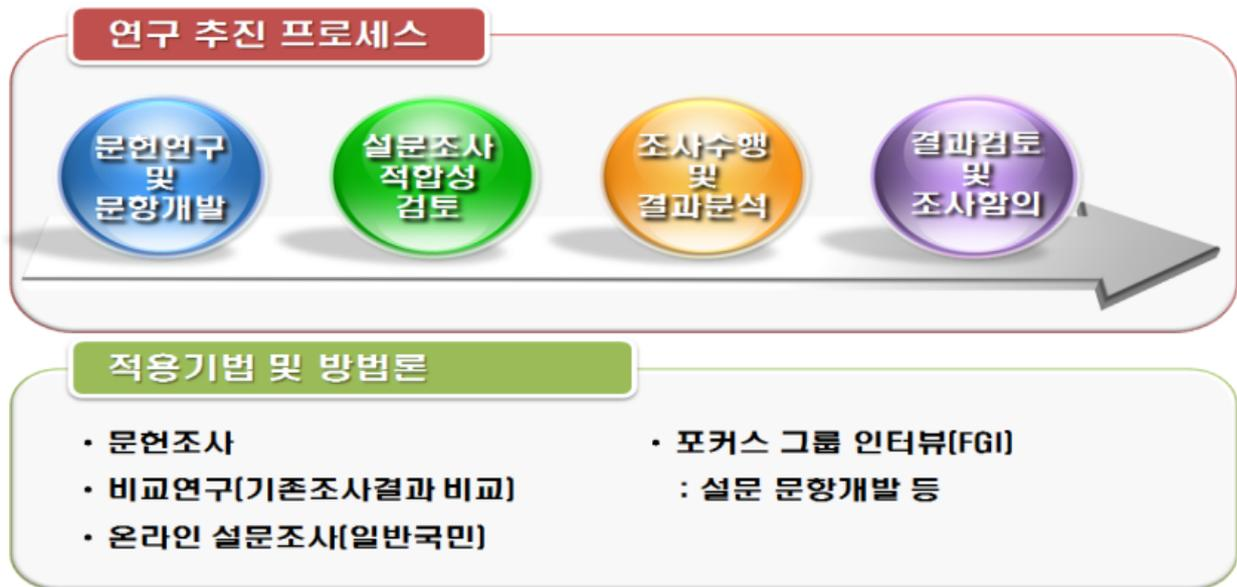 연구 추진 프로세스
문헌연구
및
문항개발
설문조사
적합성
검토
조사수행
및
결과분석
결과검토
및
조사함의
적용기법 및 방법론
• 문헌조사
• 비교연구(기존조사결과 비교)
• 온라인 설문조사(일반국민)
• 포커스 그룹 인터뷰(FGI)
: 설문 문항개발 등